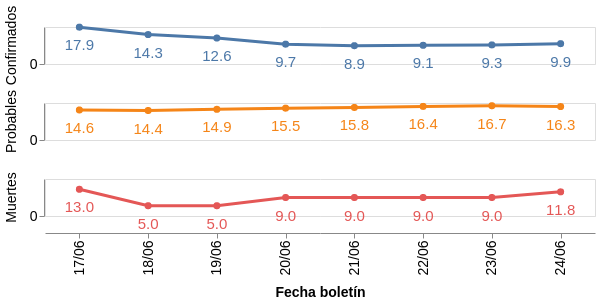 Confirmados
0
17.9 14.3 12.6 9.7 8.9 9.1 9.3 9.9
Probables
0
14.6 14.4 14.9 15.5 15.8 16.4 16.7 16.3
Muertes
0
13.0 5.0 5.0 9.0 9.0 9.0 9.0 11.8
17/06 18/06 19/06 20/06 21/06 22/06 23/06 24/06
Fecha boletín